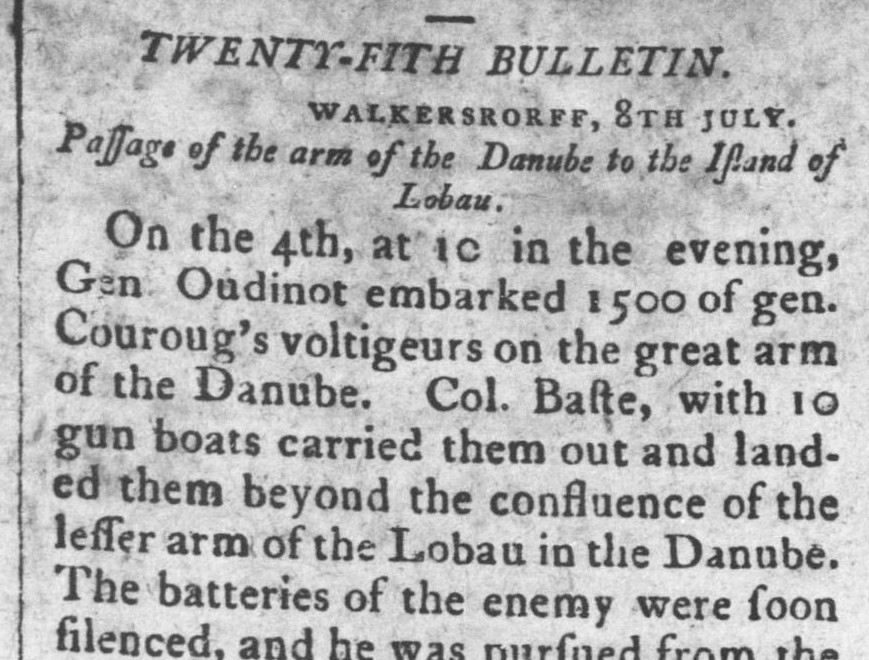 TWENTY-FITH BULLETIN.
WALKERSRORFF, 8TH JULY.
Paſſage of the arm of the Danube to the Iſland of
Lobau.
On the 4th, at 10 in the evening,
Gen Oudinot embarked 1500 of gen.
Couroug's voltigeurs on the great arm
of the Danube. Col. Baſte, with 10
gun boats carried them out and land-
ed them beyond the confluence of the
leſſer arm of the Lobau in the Danube.
The batteries of the enemy were ſoon
ſilenced, and he was purſued from the